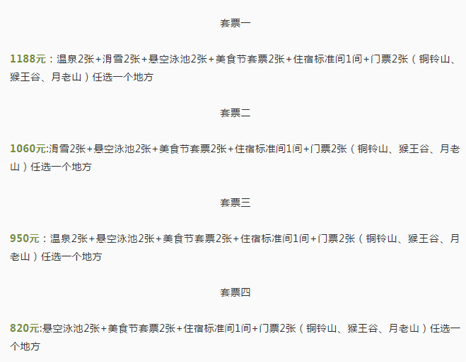 套票一
1188元：温泉2张+滑雪2张+悬空泳池2张+美食节套票2张+住宿标准间1间+门票2张（铜铃山、
猴王谷、月老山）任选一个地方
套票二
1060元:滑雪2张+悬空泳池2张+美食节套票2张+住宿标准间1间+门票2张（铜铃山、猴王谷、月老
山）任选一个地方
套票三
950元：温泉2张+悬空泳池2张+美食节套票2张+住宿标准间1间+门票2张（铜铃山、猴王谷、月
老山）任选一个地方
套票四
820元:悬空泳池2张+美食节套票2张+住宿标准间1间+门票2张（铜铃山、猴王谷、月老山）任选一
个地方